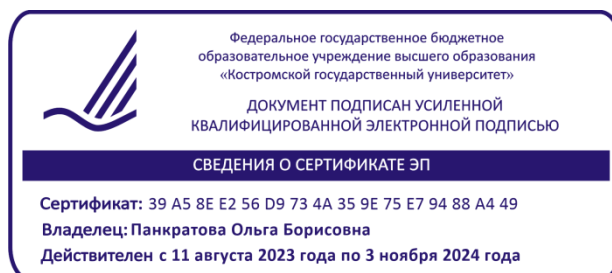 Федеральное государственное бюджетное
образовательное учреждение высшего образования
«Костромской государственный университет»
ДОКУМЕНТ ПОДПИСАН УСИЛЕННОЙ
КВАЛИФИЦИРОВАННОЙ ЭЛЕКТРОННОЙ ПОДПИСЬЮ
СВЕДЕНИЯ О СЕРТИФИКАТЕ ЭП
Сертификат: 39 A5 8E E2 56 D9 73 4A 35 9E 75 E7 94 88 A4 49
Владелец: Панкратова Ольга Борисовна
Действителен с 11 августа 2023 года по 3 ноября 2024 года